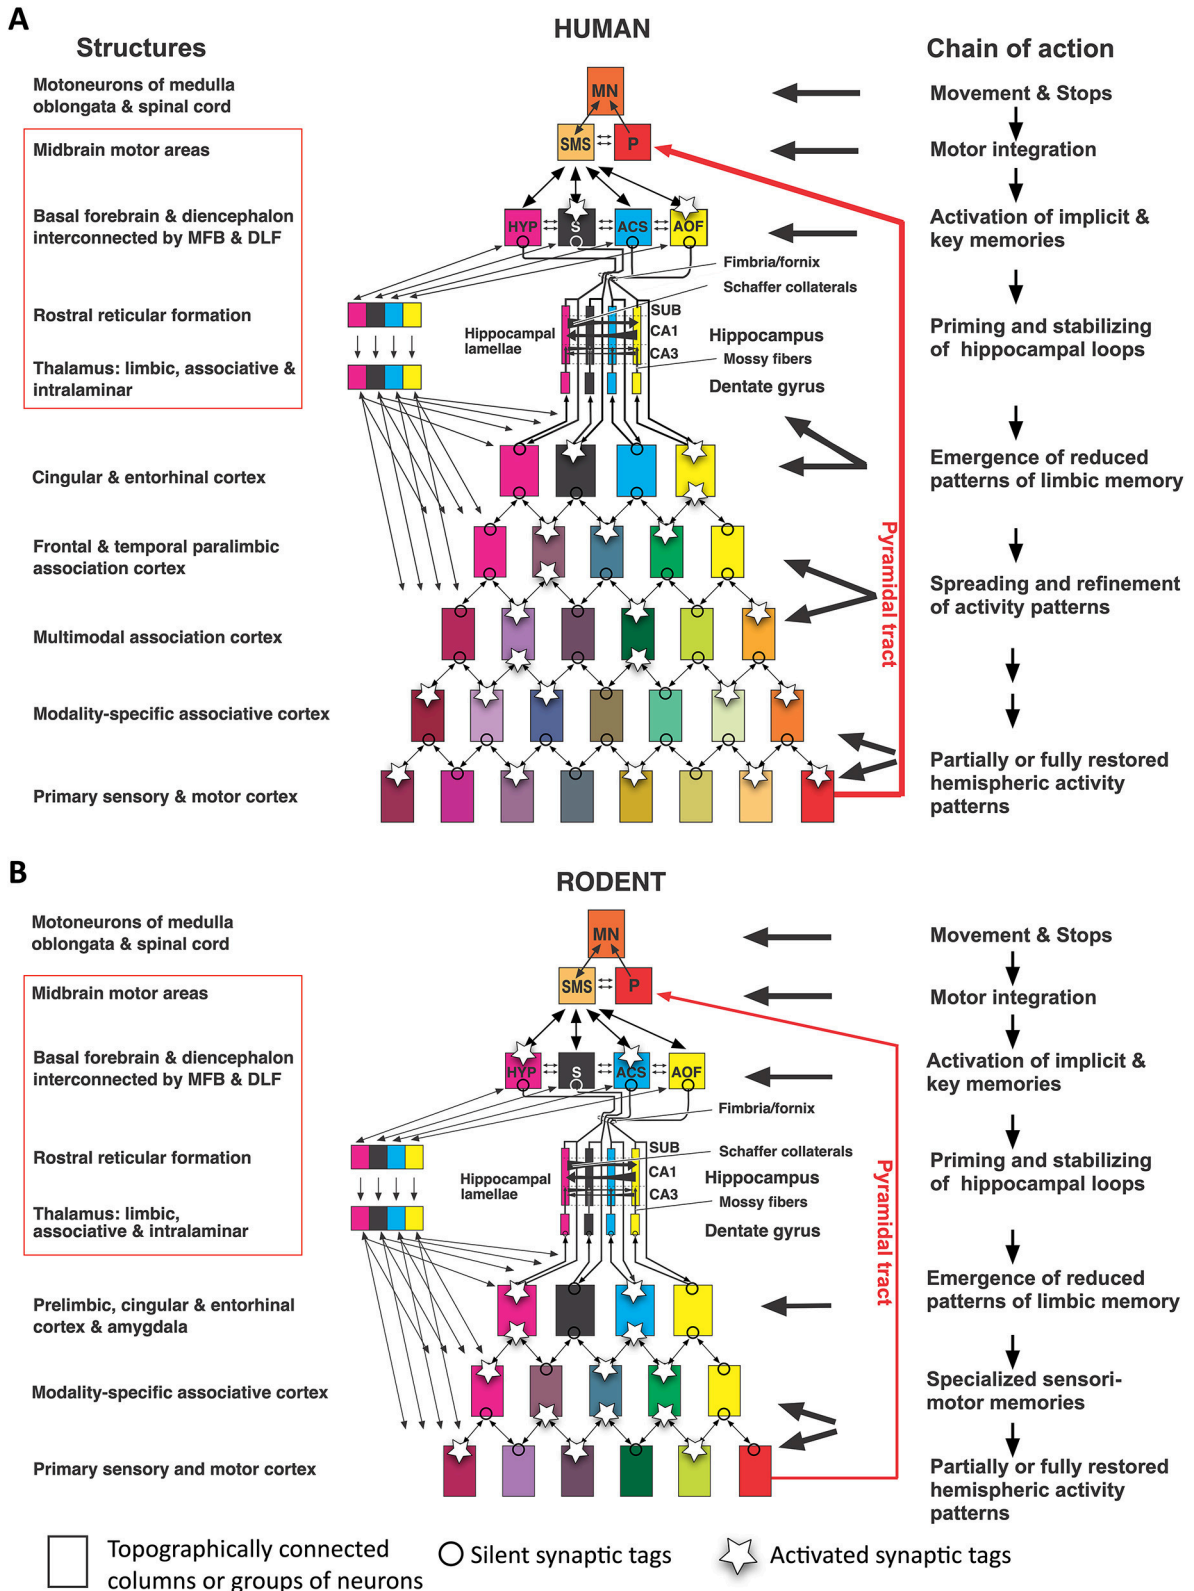 A
HUMAN
Structures
Chain of action
Motoneurons of medulla
oblongata & spinal cord
MN
Movement & Stops
Midbrain motor areas
SMS
P
Motor integration
Basal forebrain & diencephalon
interconnected by MFB & DLF
HYP
S
ACS
AOF
Activation of implicit &
key memories
Fimbria/fornix
Schaffer collaterals
Rostral reticular formation
Hippocampal
lamellae
SUB
CA1
CA3
Hippocampus
Mossy fibers
Dentate gyrus
Priming and stabilizing
of hippocampal loops
Thalamus: limbic, associative &
intralaminar
Cingular & entorhinal cortex
Emergence of reduced
patterns of limbic memory
Frontal & temporal paralimbic
association cortex
Pyramidal tract
Spreading and refinement
of activity patterns
Multimodal association cortex
Modality-specific associative cortex
Primary sensory & motor cortex
Partially or fully restored
hemispheric activity
patterns
B
RODENT
Motoneurons of medulla
oblongata & spinal cord
MN
Movement & Stops
Midbrain motor areas
SMS
P
Motor integration
Basal forebrain & diencephalon
interconnected by MFB & DLF
HYP
S
ACS
AOF
Activation of implicit &
key memories
Fimbria/fornix
Rostral reticular formation
Hippocampal
lamellae
SUB
CA1
CA3
Schaffer collaterals
Hippocampus
Mossy fibers
Dentate gyrus
Priming and stabilizing
of hippocampal loops
Thalamus: limbic,
associative & intralaminar
Pyramidal tract
Prelimbic, cingular & entorhinal
cortex & amygdala
Emergence of reduced
patterns of limbic memory
Modality-specific associative cortex
Specialized sensori-
motor memories
Primary sensory and motor cortex
Partially or fully restored
hemispheric activity
patterns
Topographically connected
columns or groups of neurons
Silent synaptic tags
Activated synaptic tags